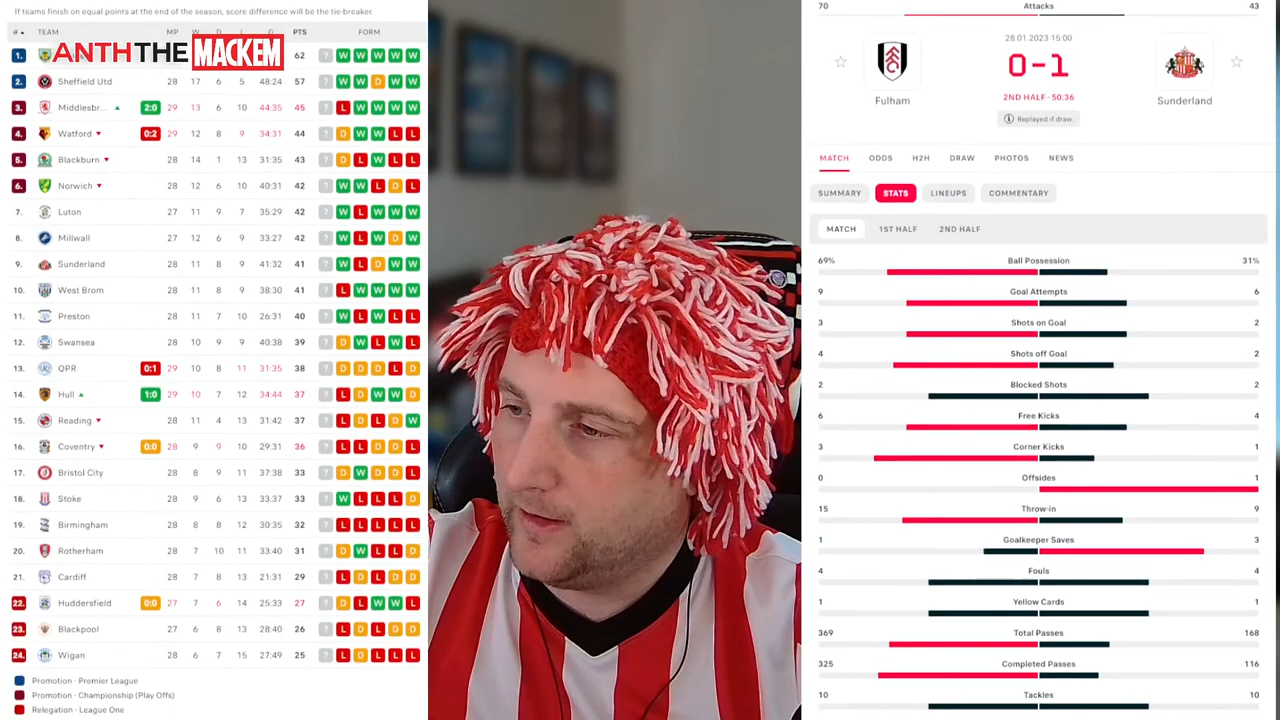 If teams finish on equal points at the end of the season, score difference will be the tie-breaker.
# TEAM MP W D L G PTS FORM
ANTHTHE MACKEM
1. 62 ? W W W W W
2. Sheffield Utd 28 17 6 5 48:24 57 ? W W D W W
3. Middlesbr... 2:0 29 13 6 10 44:35 45 ? L W W W W
4. Watford 0:2 29 12 8 9 34:31 44 ? D W W L L
5. Blackburn 28 14 1 13 31:35 43 ? D L W L L
6. Norwich 28 12 6 10 40:31 42 ? W W L D L
7. Luton 27 11 9 7 35:29 42 ? W L W W W
8. Millwall 27 12 6 9 33:27 42 ? W L W D W
9. Sunderland 28 11 8 9 41:32 41 ? W L D W W
10. West Brom 28 11 8 9 38:30 41 ? L W W W W
11. Preston 28 11 7 10 26:31 40 ? W L W L L
12. Swansea 28 10 9 9 40:38 39 ? D W L W L
13. QPR 0:1 29 10 8 11 31:35 38 ? D D D L D
14. Hull 1:0 29 10 7 12 34:44 37 ? L D W W D
15. Reading 28 11 4 13 31:42 37 ? L D L D W
16. Coventry 0:0 28 9 9 10 29:31 36 ? L L D D L
17. Bristol City 28 8 9 11 37:38 33 ? D W D D L
18. Stoke 28 9 6 13 33:37 33 ? W L L L D
19. Birmingham 28 8 8 12 30:35 32 ? L L L L L
20. Rotherham 28 7 10 11 33:40 31 ? D W L L D
21. Cardiff 28 7 8 13 21:31 29 ? L D L D D
22. Huddersfield 0:0 27 7 6 14 25:33 27 ? D L W W L
23. Blackpool 27 6 8 13 28:40 26 ? L D L D D
24. Wigan 28 6 7 15 27:49 25 ? L D L L L
Promotion - Premier League
Promotion - Championship (Play Offs)
Relegation - League One
70 Attacks 43
28.01.2023 15:00
0-1
2ND HALF - 50:36
Fulham Sunderland
Replayed if draw.
MATCH ODDS H2H DRAW PHOTOS NEWS
SUMMARY STATS LINEUPS COMMENTARY
MATCH 1ST HALF 2ND HALF
69% Ball Possession 31%
9 Goal Attempts 6
3 Shots on Goal 2
4 Shots off Goal 2
2 Blocked Shots 2
6 Free Kicks 4
3 Corner Kicks 1
0 Offsides 1
15 Throw-in 9
1 Goalkeeper Saves 3
4 Fouls 4
1 Yellow Cards 1
369 Total Passes 168
325 Completed Passes 116
10 Tackles 10